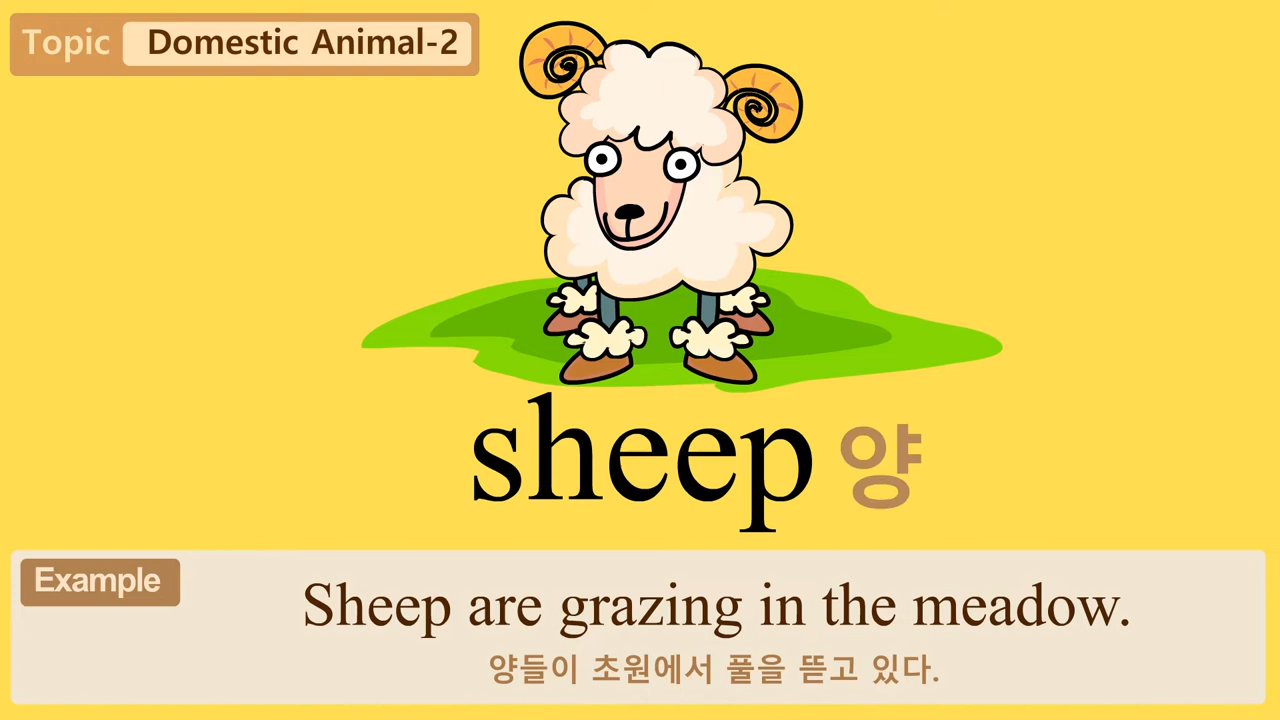 Topic Domestic Animal-2
sheep 양
Example
Sheep are grazing in the meadow.
양들이 초원에서 풀을 뜯고 있다.